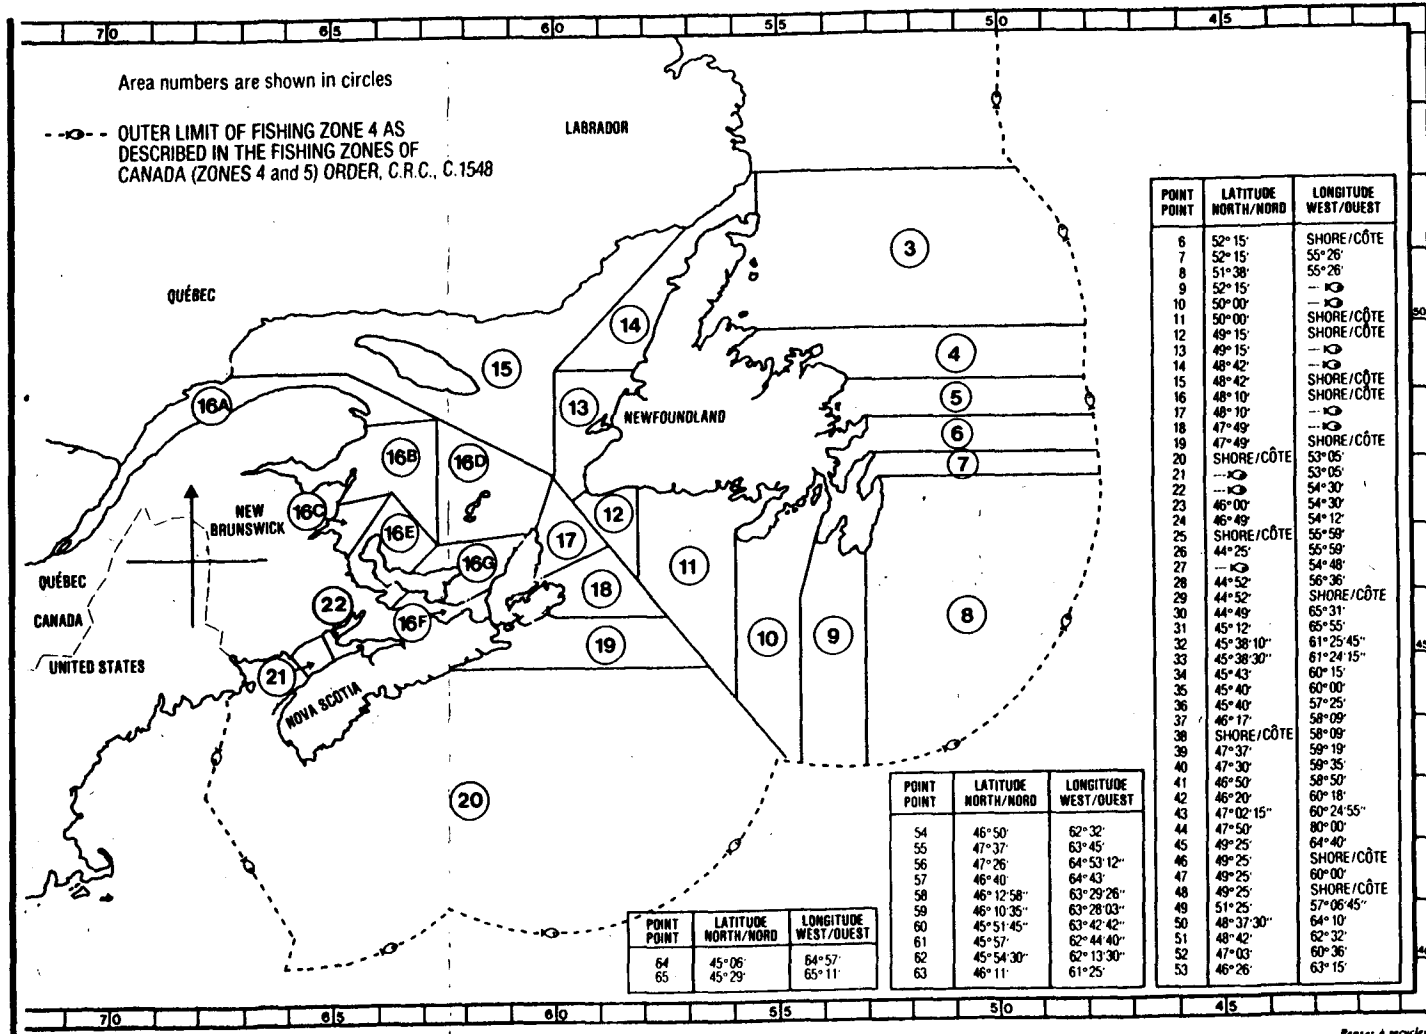 70 65 60 55 50 45
Area numbers are shown in circles
OUTER LIMIT OF FISHING ZONE 4 AS
DESCRIBED IN THE FISHING ZONES OF
CANADA (ZONES 4 and 5) ORDER, C.R.C., C.1548
LABRADOR
QUÉBEC
3
14
4
15
5
16A
13
NEWFOUNDLAND
6
16B
16D
7
NEW
BRUNSWICK
16C
12
16E
17
11
16G
QUÉBEC
18
22
CANADA
16F
8
10
9
19
UNITED STATES
21
NOVA SCOTIA
20
POINT LATITUDE LONGITUDE
POINT NORTH/NORD WEST/OUEST
6 52°15' SHORE/CÔTE
7 52°15' 55°26'
8 51°38' 55°26'
9 52°15'
10 50°00'
11 50°00' SHORE/CÔTE
12 49°15' SHORE/CÔTE
13 49°15'
14 48°42'
15 48°42' SHORE/CÔTE
16 48°10' SHORE/CÔTE
17 48°10'
18 47°49'
19 47°49' SHORE/CÔTE
20 SHORE/CÔTE 53°05'
21 53°05'
22 54°30'
23 46°00' 54°30'
24 46°49' 54°12'
25 SHORE/CÔTE 55°59'
26 44°25' 55°59'
27 54°48'
28 44°52' 56°36'
29 44°52' SHORE/CÔTE
30 44°49' 65°31'
31 45°12' 65°55'
32 45°38'10" 61°25'45"
33 45°38'30" 61°24'15"
34 45°43' 60°15'
35 45°40' 60°00'
36 45°40' 57°25'
37 46°17' 58°09'
38 SHORE/CÔTE 58°09'
39 47°37' 59°19'
40 47°30' 59°35'
41 46°50' 58°50'
42 46°20' 60°18'
43 47°02'15" 60°24'55"
44 47°50' 80°00'
45 49°25' 64°40'
46 49°25' SHORE/CÔTE
47 49°25' 60°00'
48 49°25' SHORE/CÔTE
49 51°25' 57°06'45"
50 48°37'30" 64°10'
51 48°42' 62°32'
52 47°03' 60°36'
53 46°26' 63°15'
POINT LATITUDE LONGITUDE
POINT NORTH/NORD WEST/OUEST
54 46°50' 62°32'
55 47°37' 63°45'
56 47°26' 64°53'12"
57 46°40' 64°43'
58 46°12'58" 63°29'26"
59 46°10'35" 63°28'03"
60 45°51'45" 63°42'42"
61 45°57' 62°44'40"
62 45°54'30" 62°13'30"
63 46°11' 61°25'
POINT LATITUDE LONGITUDE
POINT NORTH/NORD WEST/OUEST
64 45°06' 64°57'
65 45°29' 65°11'
70 65 60 55 50 45